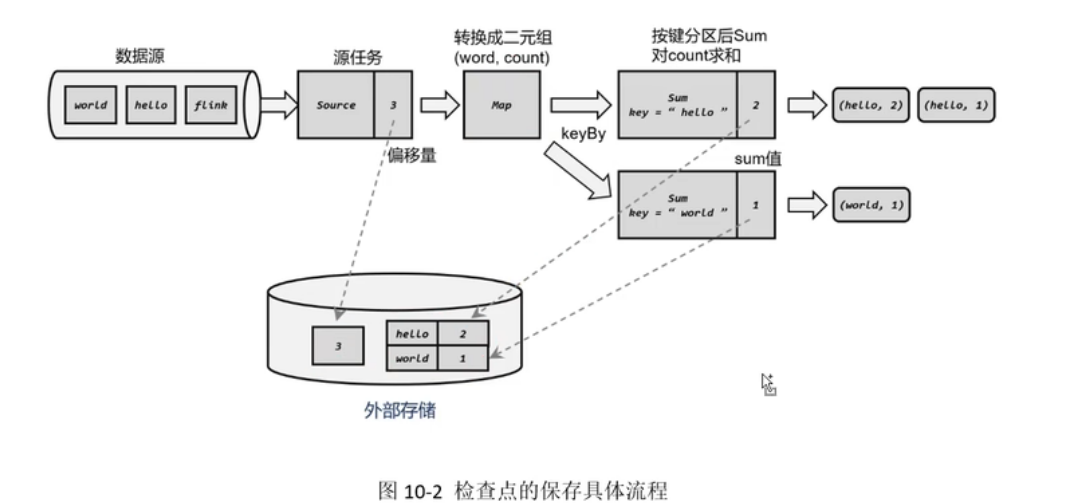 数据源
world
hello
flink
源任务
Source
3
偏移量
转换成二元组
(word, count)
Map
keyBy
按键分区后Sum
对count求和
Sum
key = “ hello ”
2
(hello, 2)
(hello, 1)
sum值
Sum
key = “ world ”
1
(world, 1)
3
hello 2
world 1
外部存储
图 10-2 检查点的保存具体流程